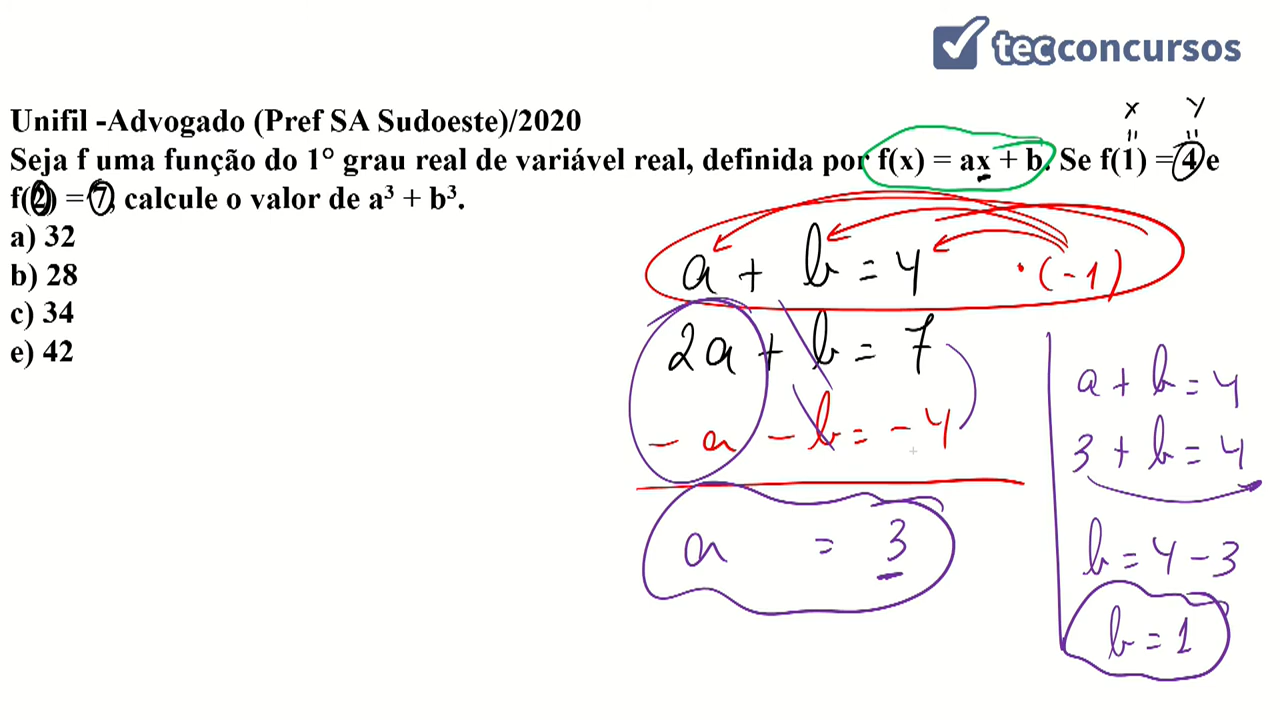 tecconcursos
Unifil -Advogado (Pref SA Sudoeste)/2020
x y
" "
Seja f uma função do 1° grau real de variável real, definida por f(x) = ax + b. Se f(1) = 4 e
f(2) = 7, calcule o valor de a³ + b³.
a) 32
b) 28
c) 34
e) 42
a + b = 4 · (-1)
2a + b = 7
- a - b = - 4
a = 3
a + b = 4
3 + b = 4
b = 4 - 3
b = 1